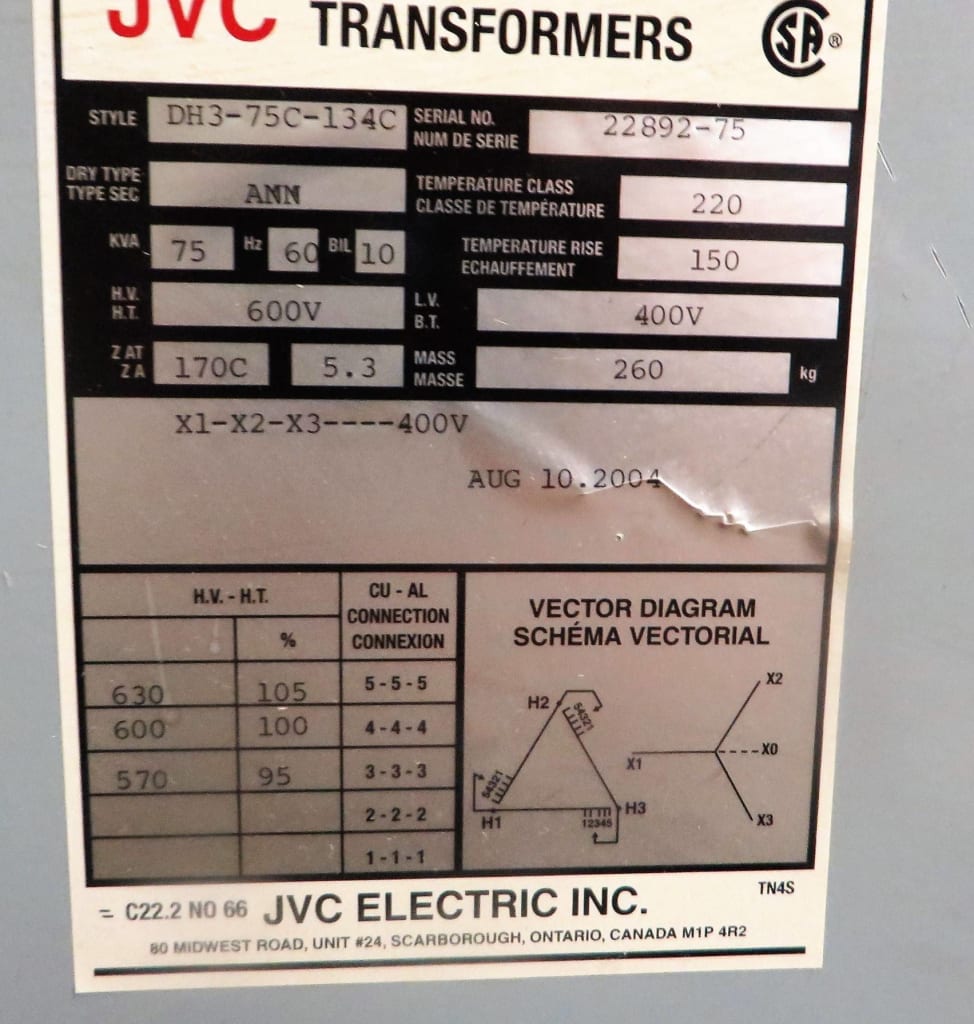 JVC TRANSFORMERS SA ®
STYLE DH3-75C-134C SERIAL NO. NUM DE SERIE 22892-75
DRY TYPE TYPE SEC ANN TEMPERATURE CLASS CLASSE DE TEMPÉRATURE 220
KVA 75 Hz 60 BIL 10 TEMPERATURE RISE ECHAUFFEMENT 150
H.V. H.T. 600V L.V. B.T. 400V
Z AT Z A 170C 5.3 MASS MASSE 260 kg
X1-X2-X3----400V
AUG 10.2004
H.V. - H.T. CU - AL CONNECTION CONNEXION
%
630 105 5-5-5
600 100 4-4-4
570 95 3-3-3
2-2-2
1-1-1
VECTOR DIAGRAM
SCHÉMA VECTORIAL
H2 54321
54321 H1
12345 H3
X2
X1 X0
X3
C22.2 NO 66 JVC ELECTRIC INC. TN4S
80 MIDWEST ROAD, UNIT #24, SCARBOROUGH, ONTARIO, CANADA M1P 4R2